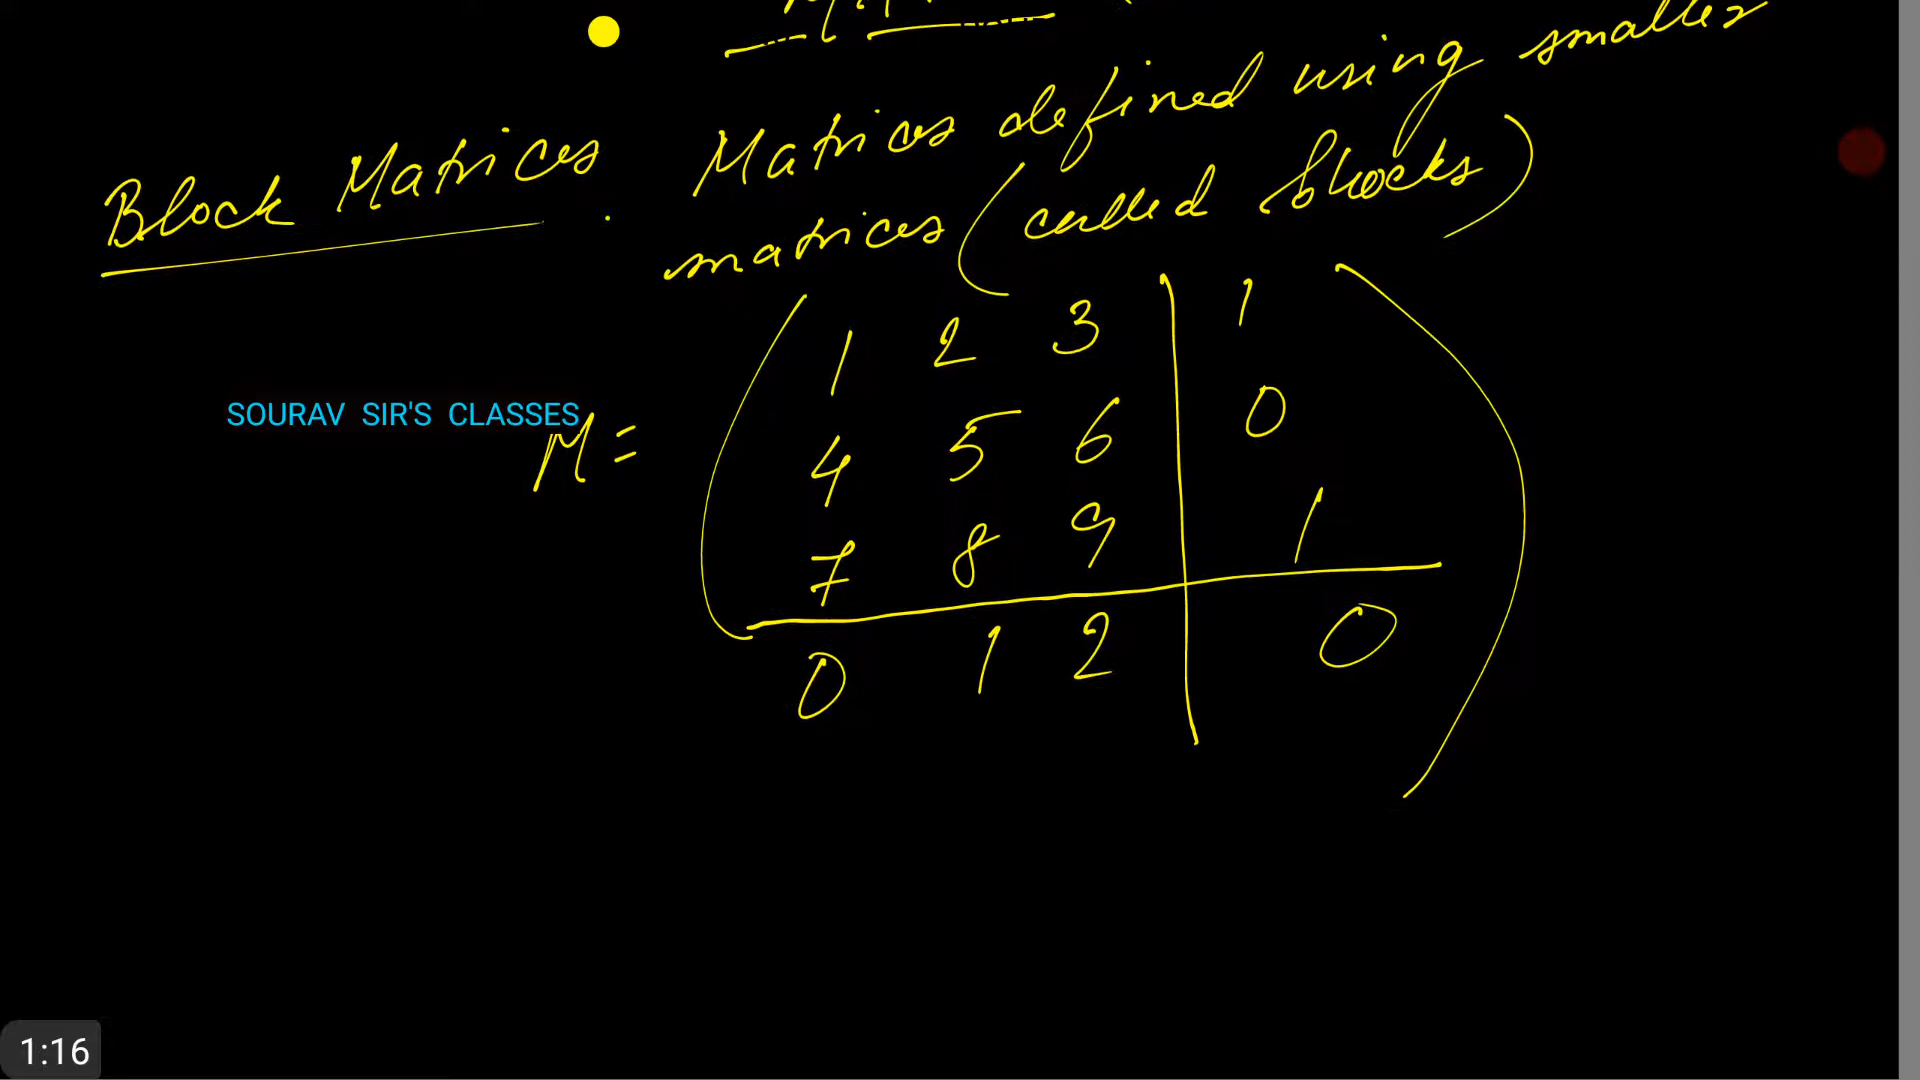 Block Matrices. Matrices defined using smaller
matrices (called blocks)
SOURAV SIR'S CLASSES
M =
1 2 3 1
4 5 6 0
7 8 9 1
0 1 2 0
1:16